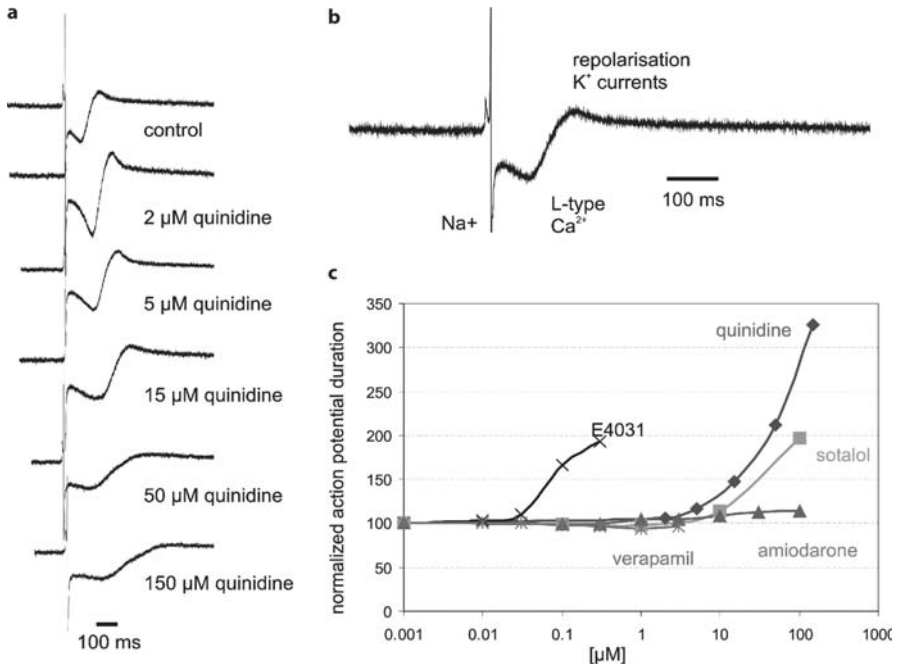 a
control
2 µM quinidine
5 µM quinidine
15 µM quinidine
50 µM quinidine
150 µM quinidine
100 ms
b
repolarisation
K⁺ currents
100 ms
Na+
L-type
Ca²⁺
c
normalized action potential duration
350
300
250
200
150
100
50
0
quinidine
E4031
sotalol
verapamil
amiodarone
0.001 0.01 0.1 1 10 100 1000
[µM]